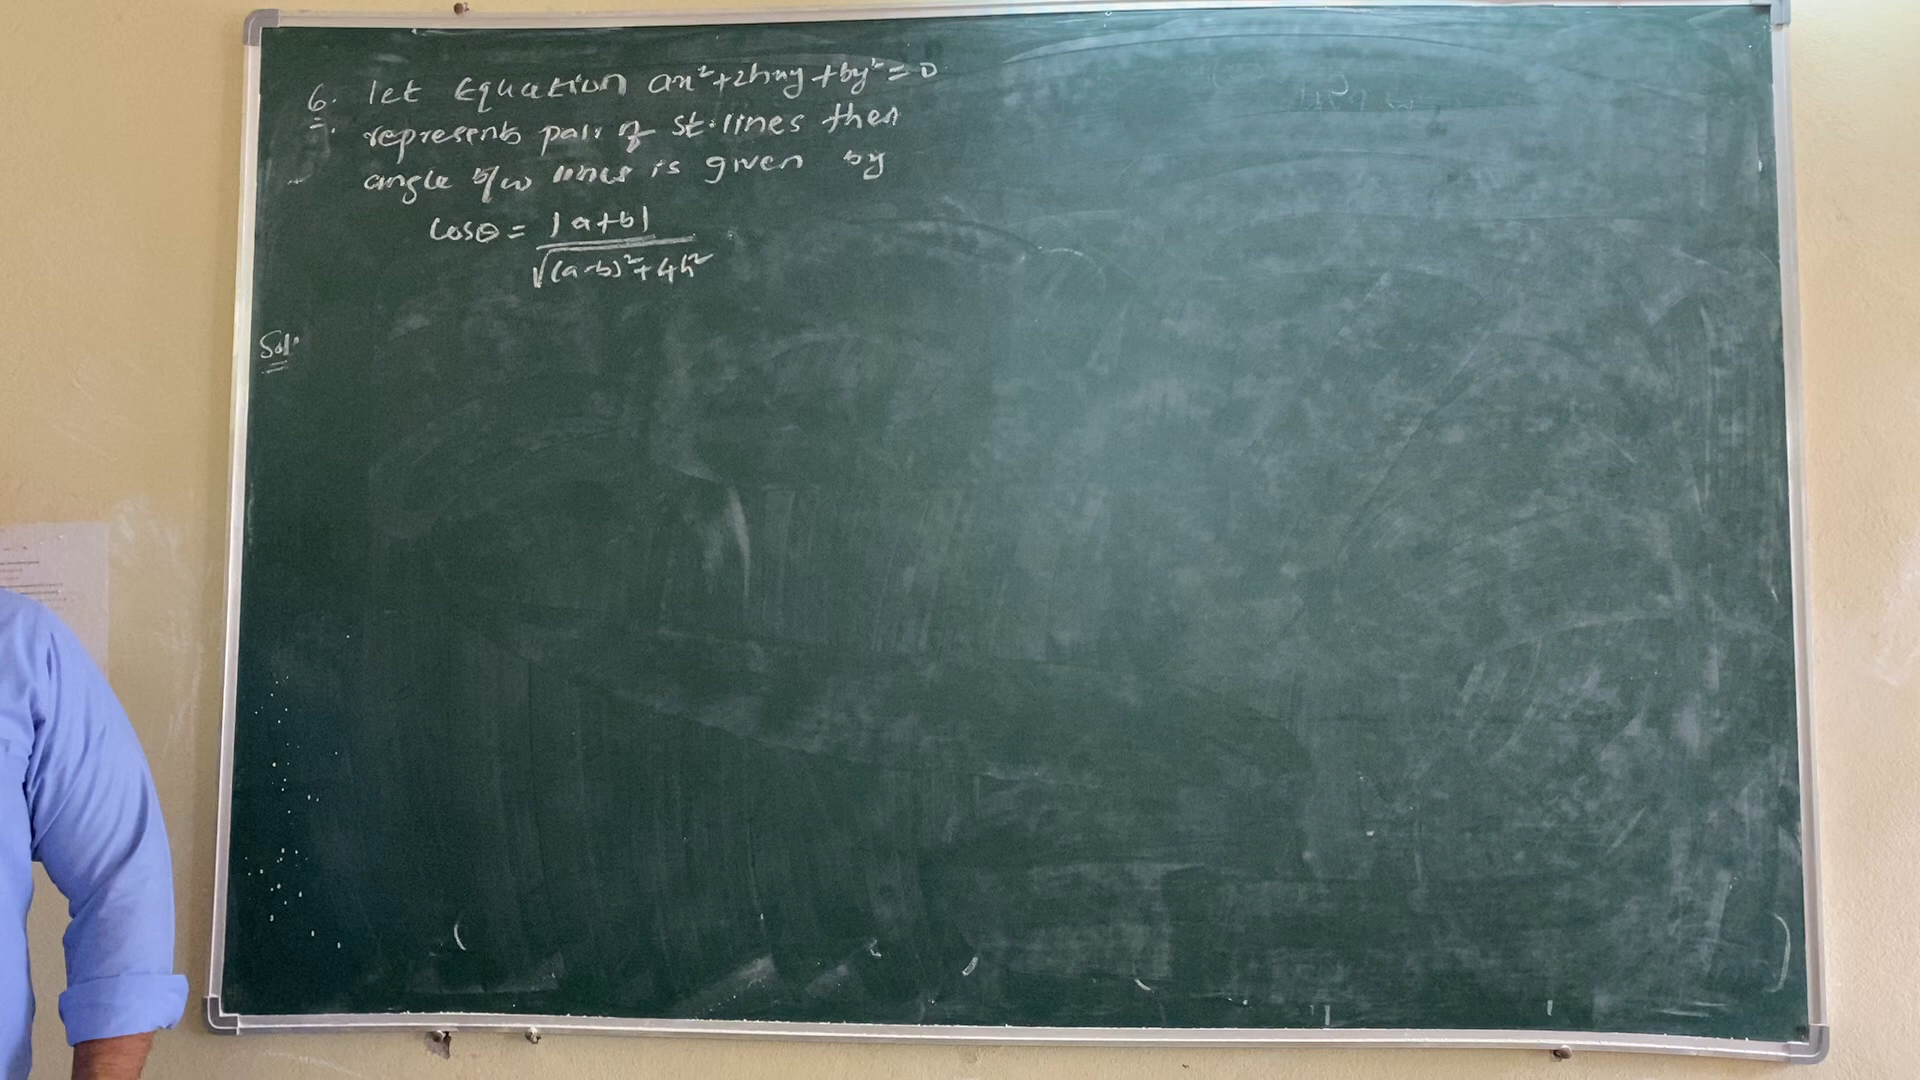 6. let Equation ax²+2hxy+by²=0
represents pair of st.lines then
angle b/w lines is given by
cosθ = |a+b| / √(a-b)²+4h²
Sol: